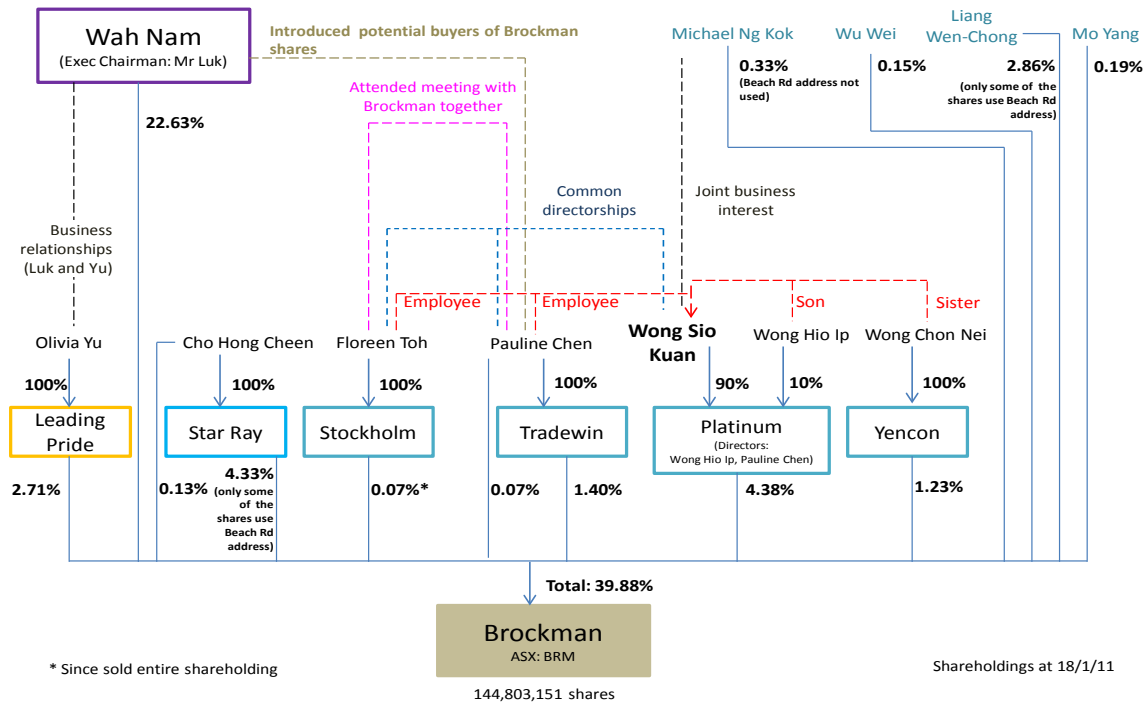 Wah Nam
(Exec Chairman: Mr Luk)
Introduced potential buyers of Brockman
shares
Michael Ng Kok
Wu Wei
Liang
Wen-Chong
Mo Yang
0.33%
(Beach Rd address not
used)
0.15%
2.86%
(only some of the
shares use Beach Rd
address)
0.19%
Attended meeting with
Brockman together
22.63%
Common
directorships
Joint business
interest
Business
relationships
(Luk and Yu)
Employee
Employee
Son
Sister
Olivia Yu
Cho Hong Cheen
Floreen Toh
Pauline Chen
Wong Sio
Kuan
Wong Hio Ip
Wong Chon Nei
100%
100%
100%
100%
90%
10%
100%
Leading
Pride
Star Ray
Stockholm
Tradewin
Platinum
(Directors:
Wong Hio Ip, Pauline Chen)
Yencon
2.71%
0.13%
4.33%
(only some
of the
shares use
Beach Rd
address)
0.07%*
0.07%
1.40%
4.38%
1.23%
Total: 39.88%
Brockman
ASX: BRM
144,803,151 shares
* Since sold entire shareholding
Shareholdings at 18/1/11